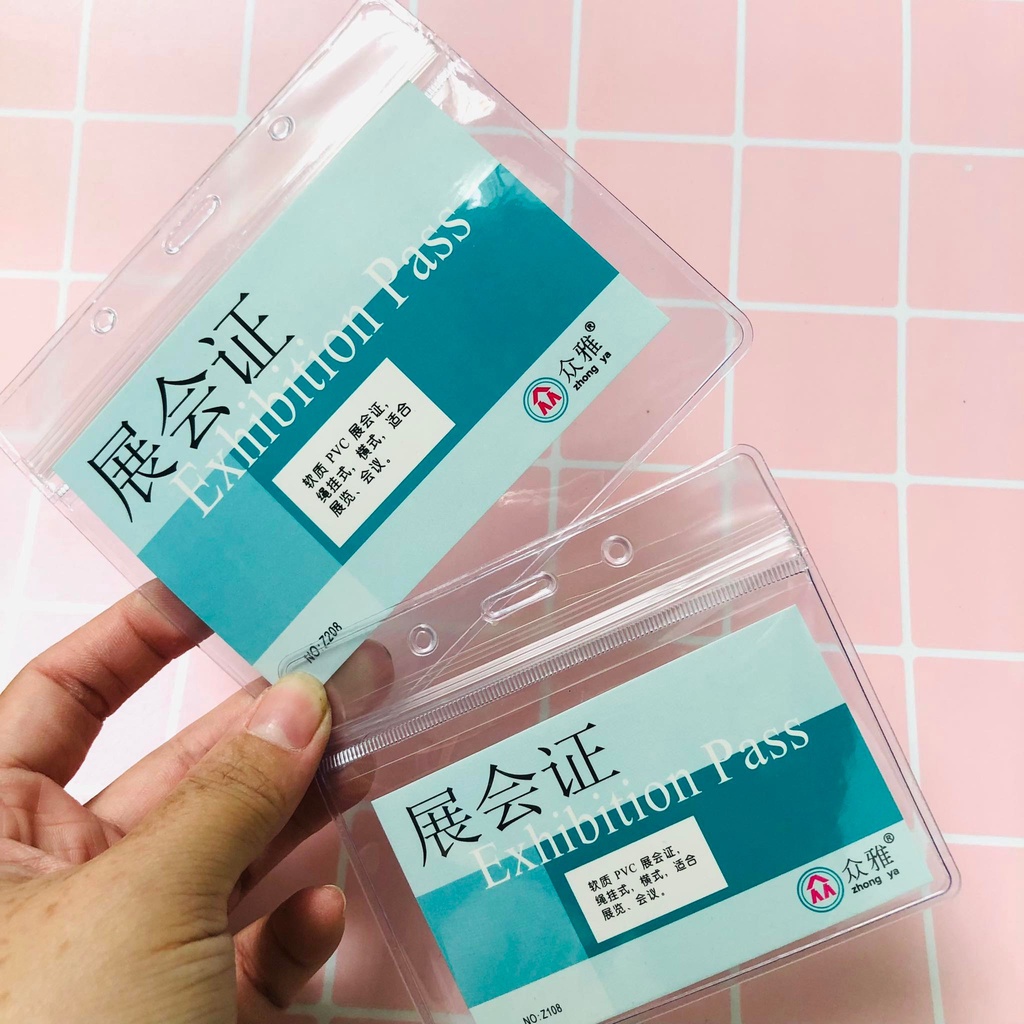 展会证
Exhibition Pass
软质 PVC 展会证，
绳挂式，横式，适合
展览、会议。
众雅®
zhong ya
NO:Z208
展会证
Exhibition Pass
软质 PVC 展会证，
绳挂式，横式，适合
展览、会议。
众雅®
zhong ya
NO:Z108